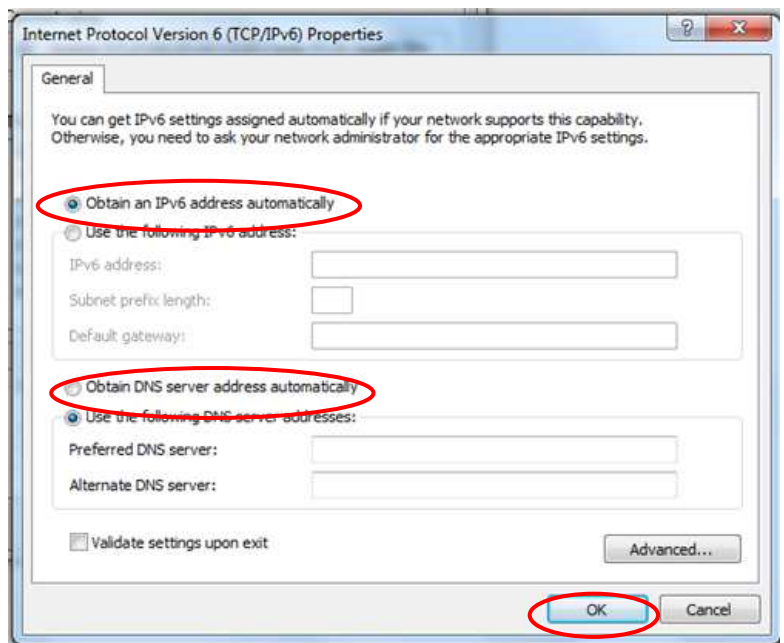 Internet Protocol Version 6 (TCP/IPv6) Properties
General
You can get IPv6 settings assigned automatically if your network supports this capability.
Otherwise, you need to ask your network administrator for the appropriate IPv6 settings.
Obtain an IPv6 address automatically
Use the following IPv6 address:
IPv6 address:
Subnet prefix length:
Default gateway:
Obtain DNS server address automatically
Use the following DNS server addresses:
Preferred DNS server:
Alternate DNS server:
Validate settings upon exit
Advanced...
OK
Cancel